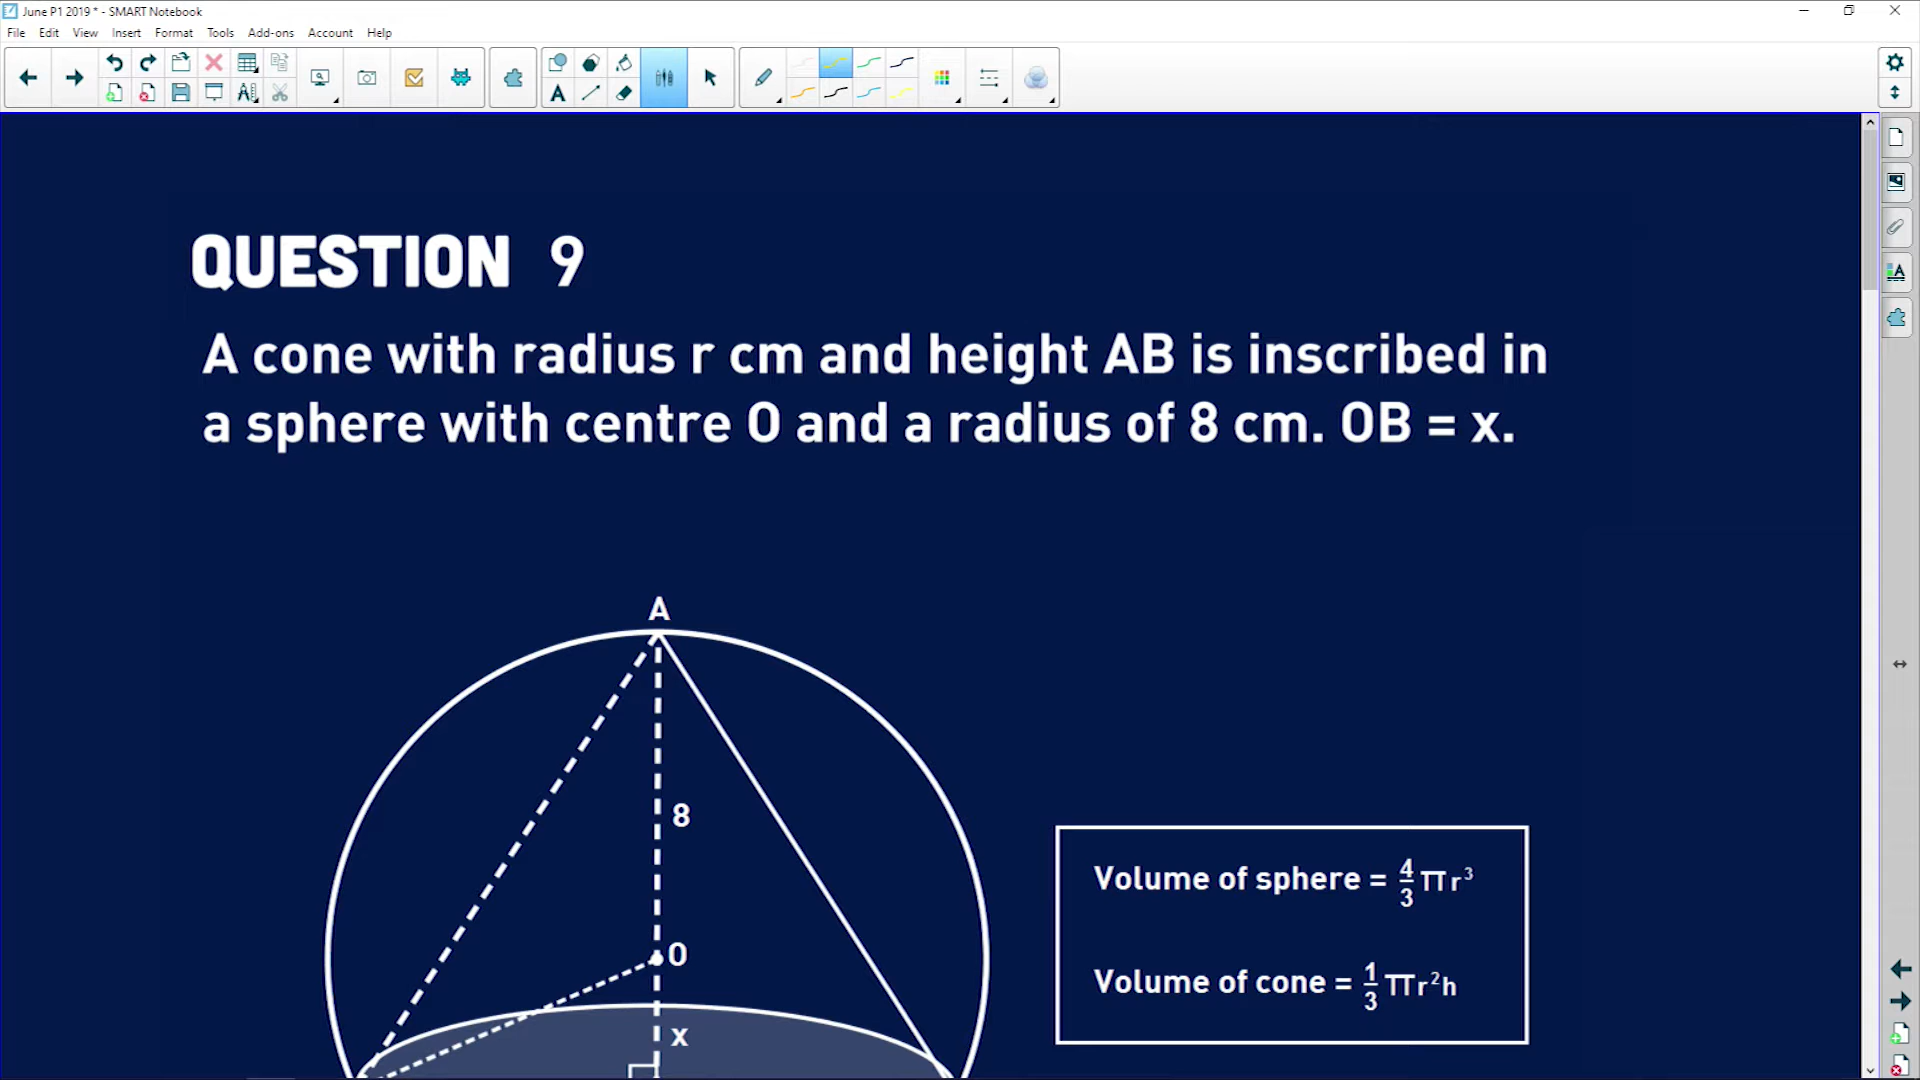 June P1 2019 * - SMART Notebook
File Edit View Insert Format Tools Add-ons Account Help
QUESTION 9
A cone with radius r cm and height AB is inscribed in
a sphere with centre O and a radius of 8 cm. OB = x.
A
8
O
x
Volume of sphere = 4/3 πr³
Volume of cone = 1/3 πr²h